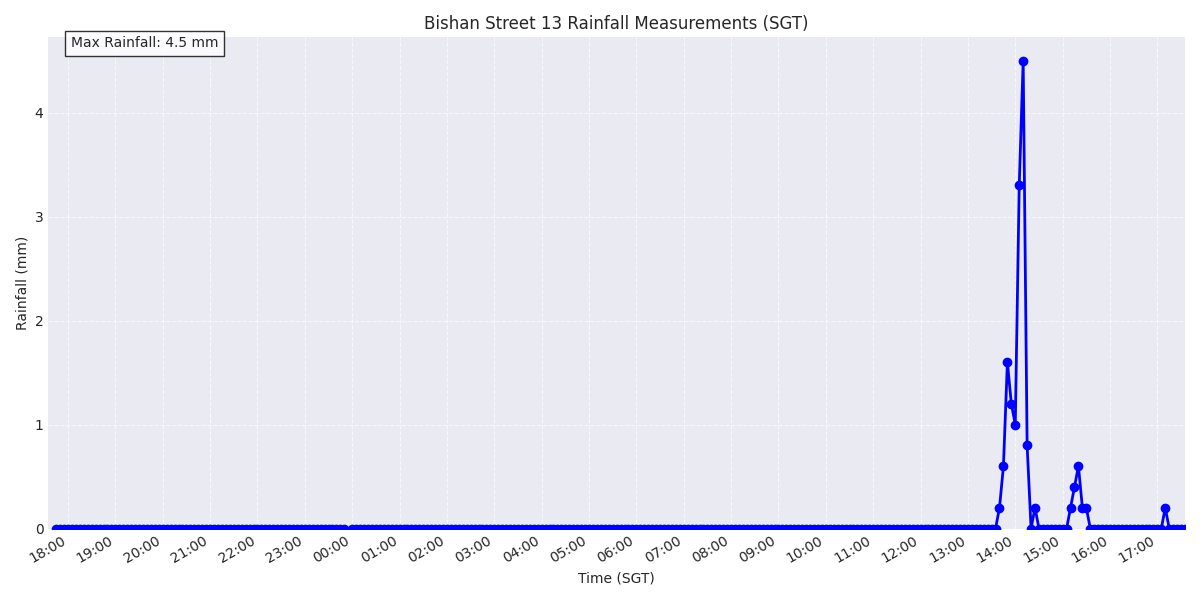 Bishan Street 13 Rainfall Measurements (SGT)
Max Rainfall: 4.5 mm
Rainfall (mm)
4
3
2
1
0
18:00 19:00 20:00 21:00 22:00 23:00 00:00 01:00 02:00 03:00 04:00 05:00 06:00 07:00 08:00 09:00 10:00 11:00 12:00 13:00 14:00 15:00 16:00 17:00
Time (SGT)